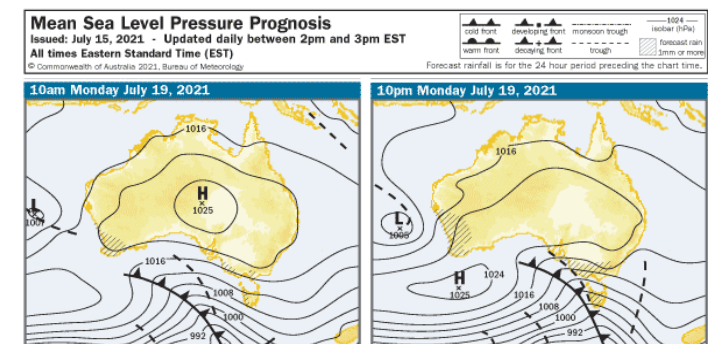 Mean Sea Level Pressure Prognosis
Issued: July 15, 2021 - Updated daily between 2pm and 3pm EST
All times Eastern Standard Time (EST)
© Commonwealth of Australia 2021, Bureau of Meteorology
cold front
developing front
monsoon trough
1024
isobar (hPa)
warm front
decaying front
trough
forecast rain
1mm or more
Forecast rainfall is for the 24 hour period preceding the chart time.
10am Monday July 19, 2021
1016
H
1025
L
1007
1016
1008
1000
992
10pm Monday July 19, 2021
1016
L
H
1024
1025
1016
1008
1000
992